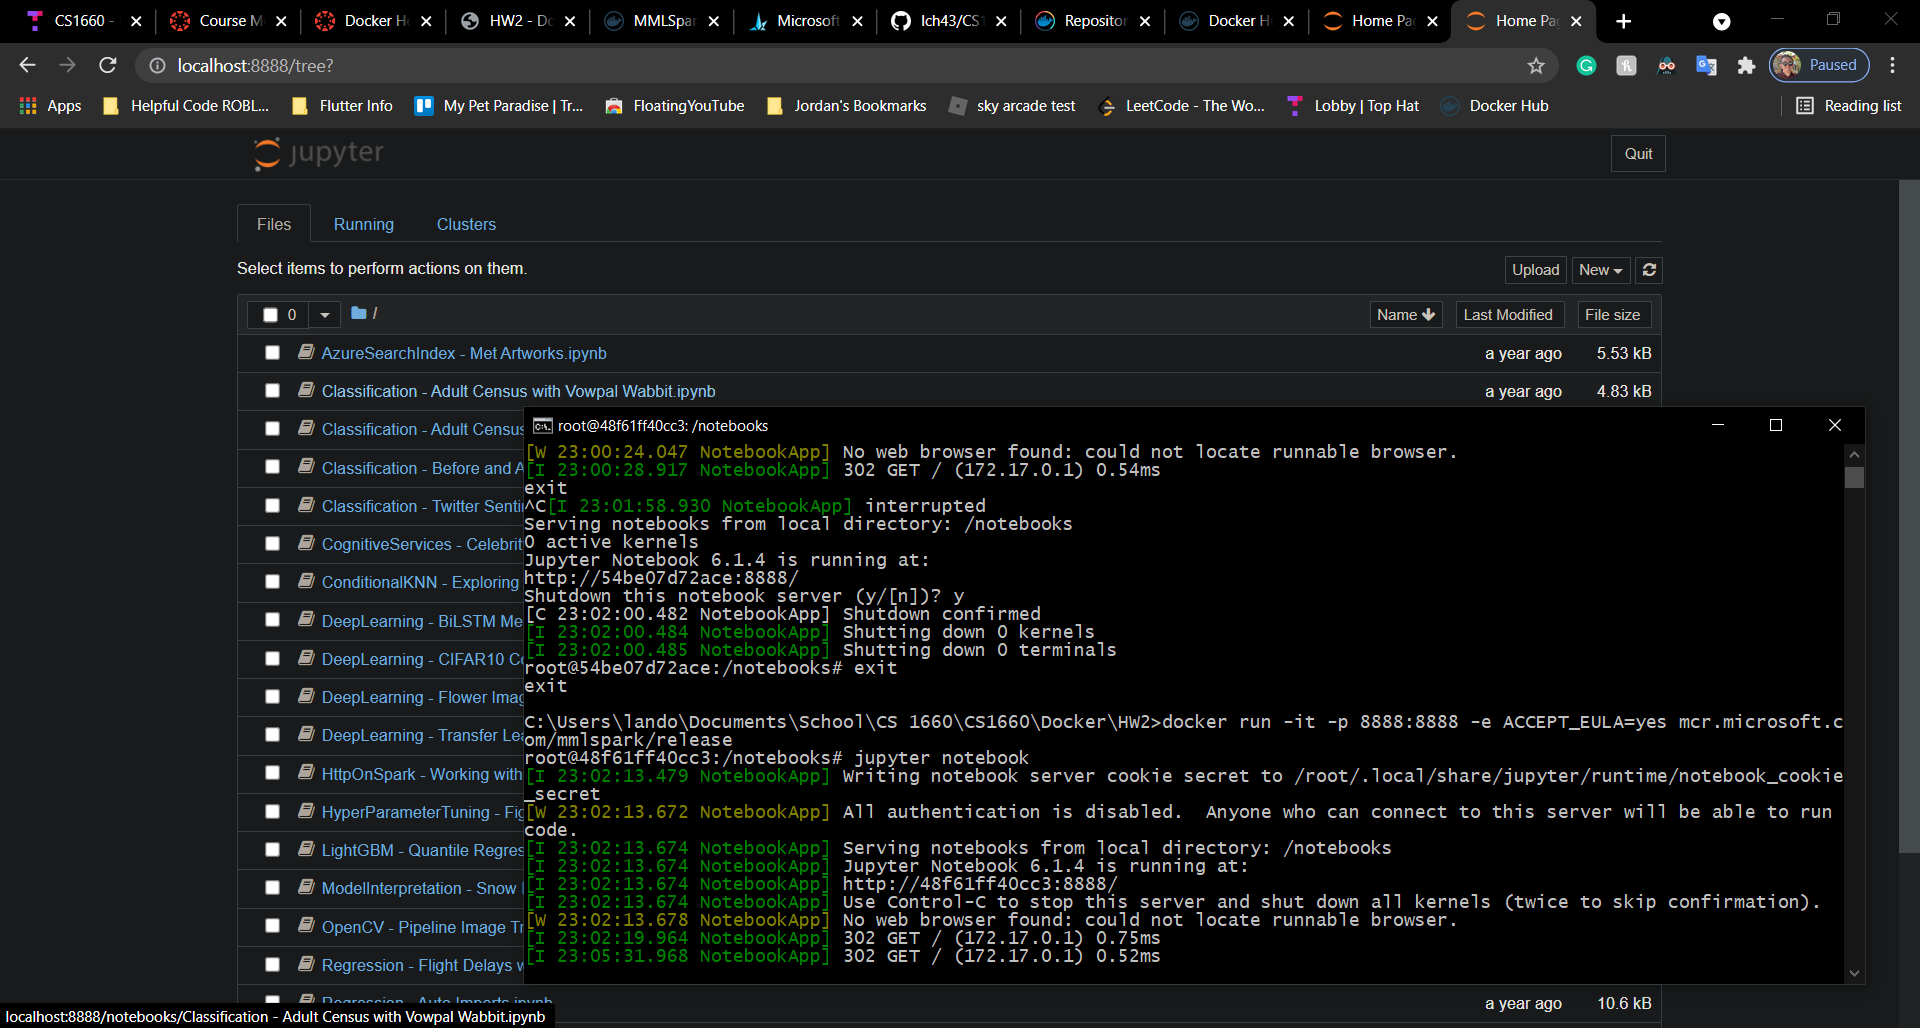 CS1660 -
Course M
Docker H
HW2 - Do
MMLSpar
Microsoft
lch43/CS1
Repositor
Docker H
Home Pag
Home Pag
localhost:8888/tree?
Paused
Apps
Helpful Code ROBL...
Flutter Info
My Pet Paradise | Tr...
FloatingYouTube
Jordan's Bookmarks
sky arcade test
LeetCode - The Wo...
Lobby | Top Hat
Docker Hub
Reading list
jupyter
Quit
Files
Running
Clusters
Select items to perform actions on them.
Upload
New
0
/
Name
Last Modified
File size
AzureSearchIndex - Met Artworks.ipynb a year ago 5.53 kB
Classification - Adult Census with Vowpal Wabbit.ipynb a year ago 4.83 kB
Classification - Adult Census
Classification - Before and A
Classification - Twitter Senti
CognitiveServices - Celebrit
ConditionalKNN - Exploring
DeepLearning - BiLSTM Me
DeepLearning - CIFAR10 Co
DeepLearning - Flower Imag
DeepLearning - Transfer Lea
HttpOnSpark - Working with
HyperParameterTuning - Fig
LightGBM - Quantile Regres
ModelInterpretation - Snow
OpenCV - Pipeline Image Tr
Regression - Flight Delays w
Regression - Auto Imports.ipynb a year ago 10.6 kB
root@48f61ff40cc3: /notebooks
[W 23:00:24.047 NotebookApp] No web browser found: could not locate runnable browser.
[I 23:00:28.917 NotebookApp] 302 GET / (172.17.0.1) 0.54ms
exit
^C[I 23:01:58.930 NotebookApp] interrupted
Serving notebooks from local directory: /notebooks
0 active kernels
Jupyter Notebook 6.1.4 is running at:
http://54be07d72ace:8888/
Shutdown this notebook server (y/[n])? y
[C 23:02:00.482 NotebookApp] Shutdown confirmed
[I 23:02:00.484 NotebookApp] Shutting down 0 kernels
[I 23:02:00.485 NotebookApp] Shutting down 0 terminals
root@54be07d72ace:/notebooks# exit
exit
C:\Users\lando\Documents\School\CS 1660\CS1660\Docker\HW2>docker run -it -p 8888:8888 -e ACCEPT_EULA=yes mcr.microsoft.c
om/mmlspark/release
root@48f61ff40cc3:/notebooks# jupyter notebook
[I 23:02:13.479 NotebookApp] Writing notebook server cookie secret to /root/.local/share/jupyter/runtime/notebook_cookie
_secret
[W 23:02:13.672 NotebookApp] All authentication is disabled.  Anyone who can connect to this server will be able to run
code.
[I 23:02:13.674 NotebookApp] Serving notebooks from local directory: /notebooks
[I 23:02:13.674 NotebookApp] Jupyter Notebook 6.1.4 is running at:
[I 23:02:13.674 NotebookApp] http://48f61ff40cc3:8888/
[I 23:02:13.674 NotebookApp] Use Control-C to stop this server and shut down all kernels (twice to skip confirmation).
[W 23:02:13.678 NotebookApp] No web browser found: could not locate runnable browser.
[I 23:02:19.964 NotebookApp] 302 GET / (172.17.0.1) 0.75ms
[I 23:05:31.968 NotebookApp] 302 GET / (172.17.0.1) 0.52ms
localhost:8888/notebooks/Classification - Adult Census with Vowpal Wabbit.ipynb